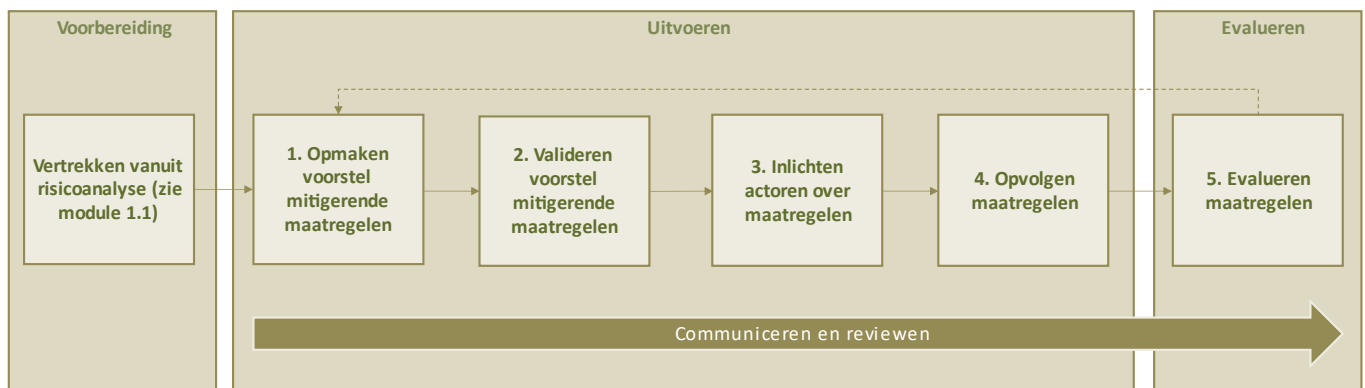 Voorbereiding
Uitvoeren
Evalueren
Vertrekken vanuit
risicoanalyse (zie
module 1.1)
1. Opmaken
voorstel
mitigerende
maatregelen
2. Valideren
voorstel
mitigerende
maatregelen
3. Inlichten
actoren over
maatregelen
4. Opvolgen
maatregelen
5. Evalueren
maatregelen
Communiceren en reviewen